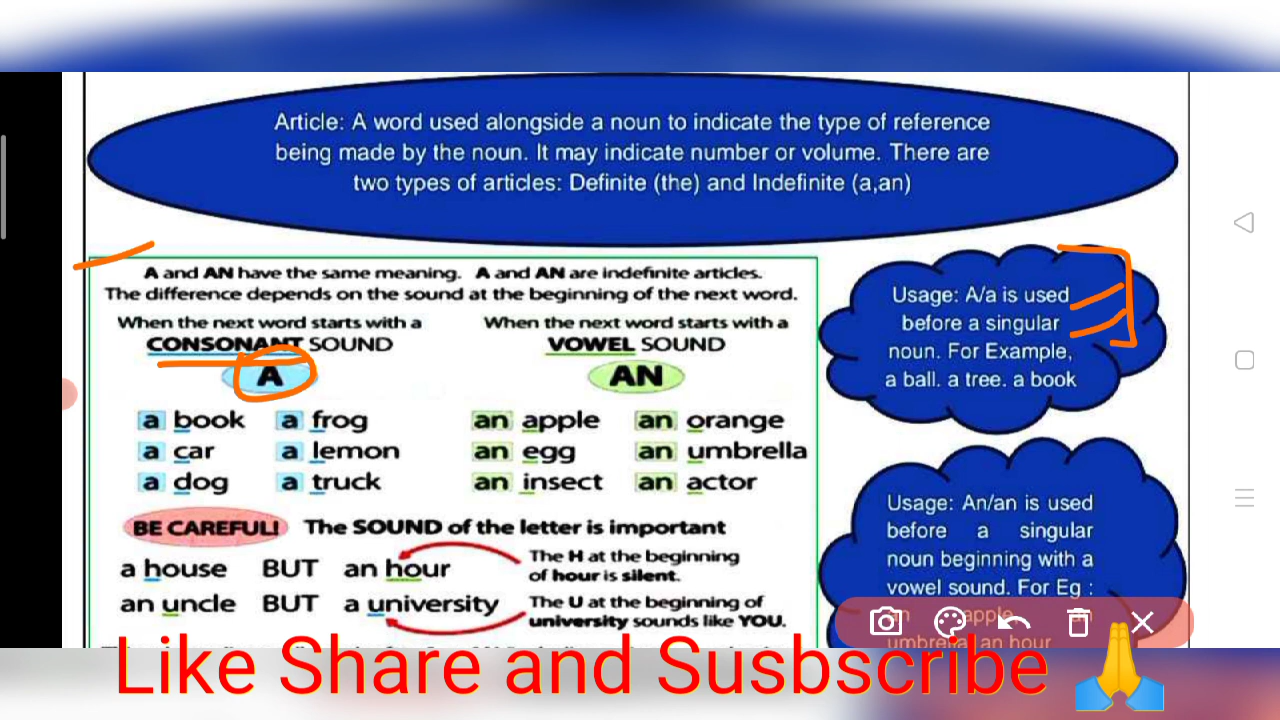 Article: A word used alongside a noun to indicate the type of reference
being made by the noun. It may indicate number or volume. There are
two types of articles: Definite (the) and Indefinite (a,an)
A and AN have the same meaning. A and AN are indefinite articles.
The difference depends on the sound at the beginning of the next word.
When the next word starts with a
CONSONANT SOUND
A
a book a frog
a car a lemon
a dog a truck
When the next word starts with a
VOWEL SOUND
AN
an apple an orange
an egg an umbrella
an insect an actor
BE CAREFUL! The SOUND of the letter is important
a house BUT an hour
The H at the beginning
of hour is silent.
an uncle BUT a university
The U at the beginning of
university sounds like YOU.
Usage: A/a is used
before a singular
noun. For Example,
a ball. a tree. a book
Usage: An/an is used
before a singular
noun beginning with a
vowel sound. For Eg :
an apple an
umbrella an hour
Like Share and Susbscribe 🙏